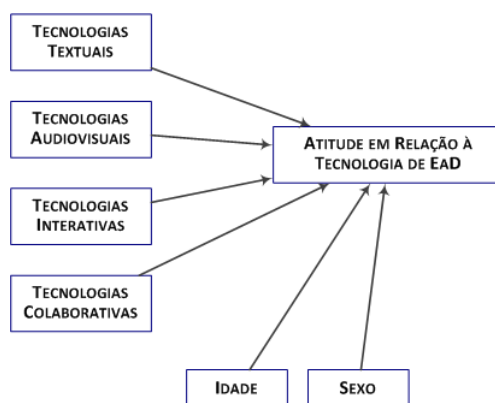 TECNOLOGIAS
TEXTUAIS
TECNOLOGIAS
AUDIOVISUAIS
ATITUDE EM RELAÇÃO À
TECNOLOGIA DE EAD
TECNOLOGIAS
INTERATIVAS
TECNOLOGIAS
COLABORATIVAS
IDADE
SEXO